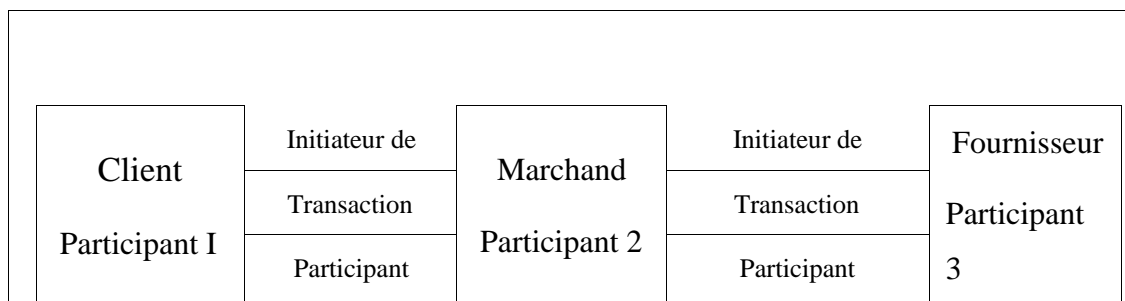 Client
Participant I
Initiateur de
Transaction
Participant
Marchand
Participant 2
Initiateur de
Transaction
Participant
Fournisseur
Participant
3